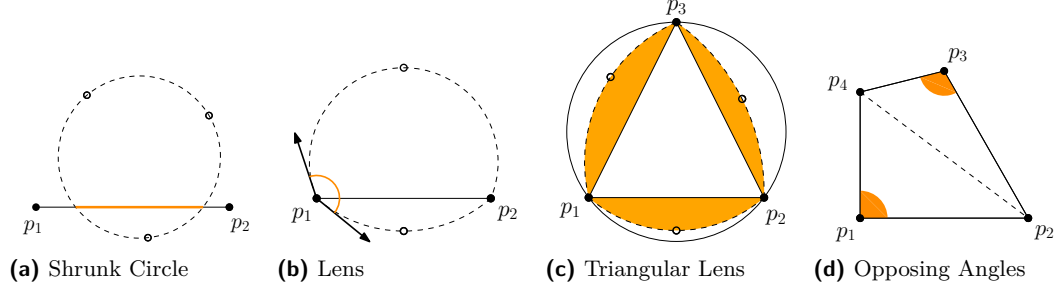 p3
p3
p4
p1
p2
p1
p2
p1
p2
p1
p2
(a) Shrunk Circle
(b) Lens
(c) Triangular Lens
(d) Opposing Angles